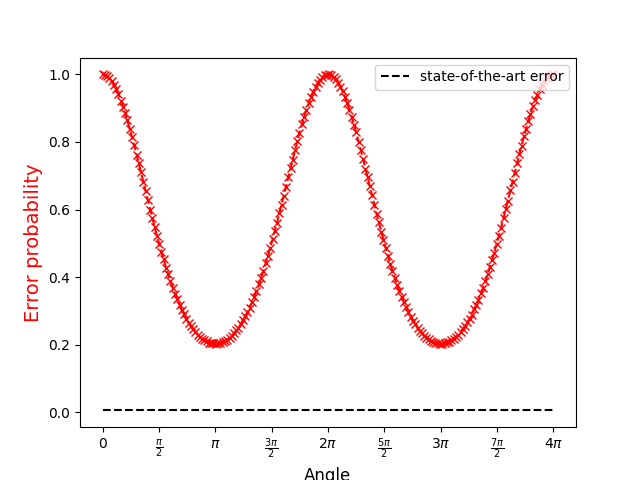 state-of-the-art error
Error probability
1.0
0.8
0.6
0.4
0.2
0.0
0 π/2 π 3π/2 2π 5π/2 3π 7π/2 4π
Angle